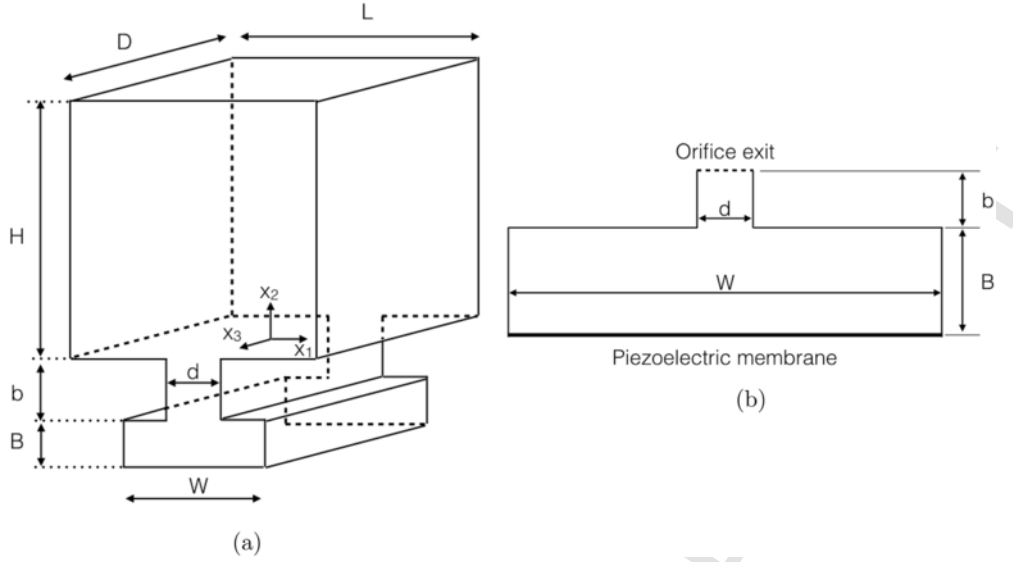 L
D
H
x2
x3
x1
d
b
B
W
(a)
Orifice exit
d
b
W
B
Piezoelectric membrane
(b)